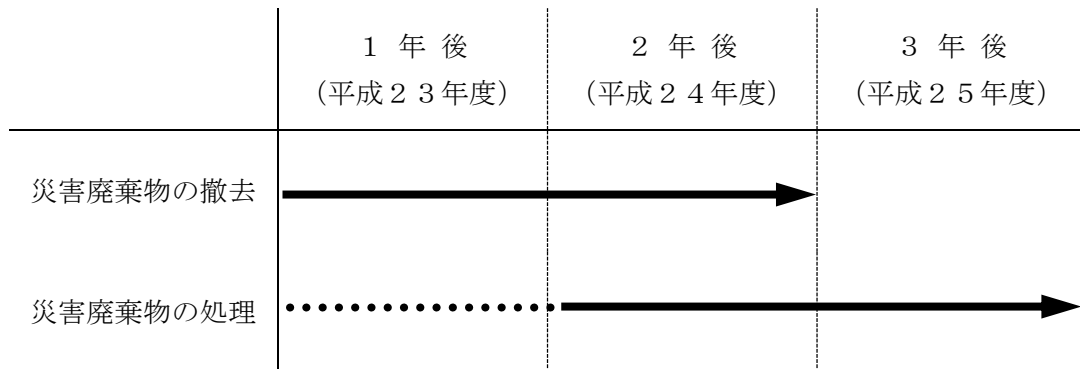 １ 年 後
（平成２３年度）
２ 年 後
（平成２４年度）
３ 年 後
（平成２５年度）
災害廃棄物の撤去
災害廃棄物の処理